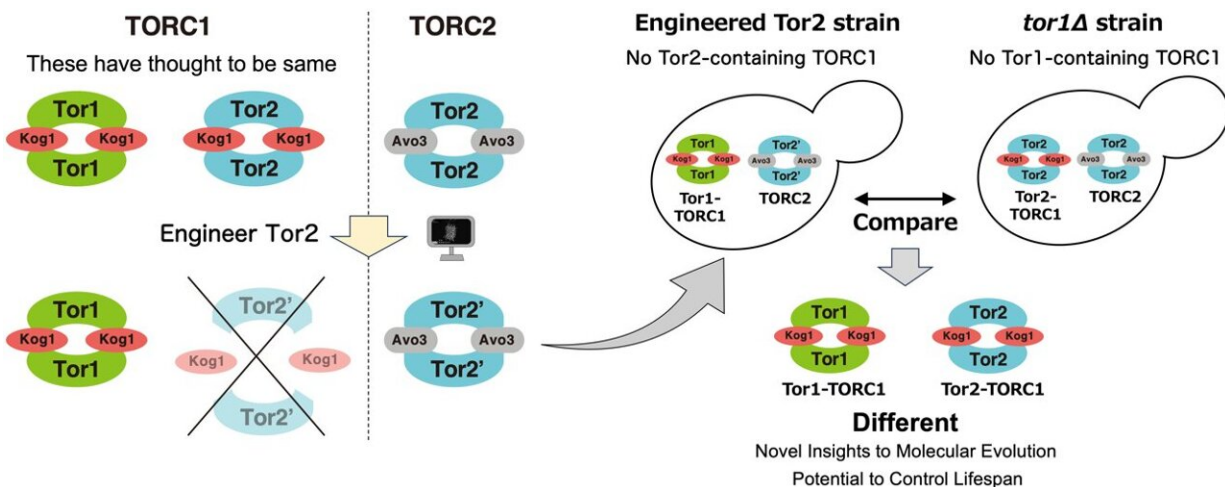 TORC1
These have thought to be same
Tor1
Kog1 Kog1
Tor1
Tor2
Kog1 Kog1
Tor2
TORC2
Tor2
Avo3 Avo3
Tor2
Engineer Tor2
Tor1
Kog1 Kog1
Tor1
Tor2'
Kog1 Kog1
Tor2'
Tor2'
Avo3 Avo3
Tor2'
Engineered Tor2 strain
No Tor2-containing TORC1
Tor1
Kog1 Kog1
Tor1
Tor1-
TORC1
Tor2'
Avo3 Avo3
Tor2'
TORC2
Compare
tor1Δ strain
No Tor1-containing TORC1
Tor2
Kog1 Kog1
Tor2
Tor2-
TORC1
Tor2
Avo3 Avo3
Tor2
TORC2
Tor1
Kog1 Kog1
Tor1
Tor1-TORC1
Tor2
Kog1 Kog1
Tor2
Tor2-TORC1
Different
Novel Insights to Molecular Evolution
Potential to Control Lifespan